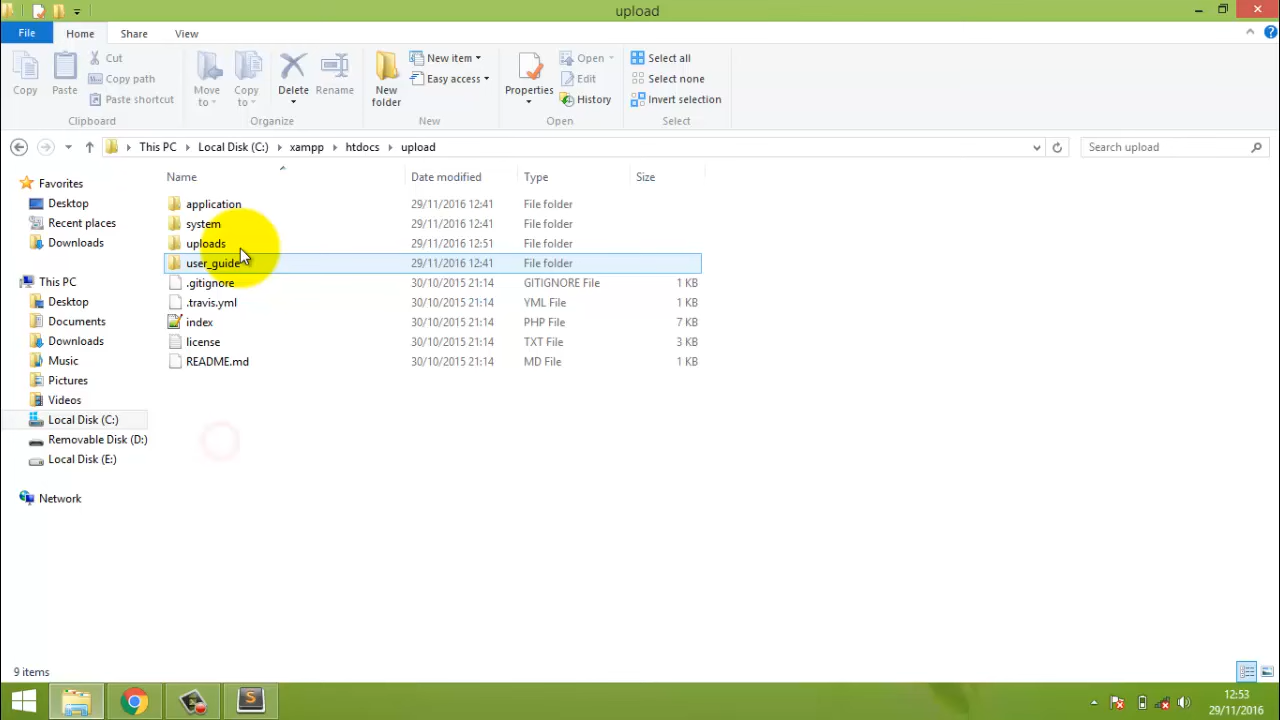 upload
File
Home
Share
View
Copy
Paste
Cut
Copy path
Paste shortcut
Clipboard
Move to
Copy to
Delete
Rename
Organize
New folder
New item
Easy access
New
Properties
Open
Edit
History
Open
Select all
Select none
Invert selection
Select
This PC
Local Disk (C:)
xampp
htdocs
upload
Search upload
Name
Date modified
Type
Size
Favorites
Desktop
Recent places
Downloads
This PC
Desktop
Documents
Downloads
Music
Pictures
Videos
Local Disk (C:)
Removable Disk (D:)
Local Disk (E:)
Network
application 29/11/2016 12:41 File folder
system 29/11/2016 12:41 File folder
uploads 29/11/2016 12:51 File folder
user_guide 29/11/2016 12:41 File folder
.gitignore 30/10/2015 21:14 GITIGNORE File 1 KB
.travis.yml 30/10/2015 21:14 YML File 1 KB
index 30/10/2015 21:14 PHP File 7 KB
license 30/10/2015 21:14 TXT File 3 KB
README.md 30/10/2015 21:14 MD File 1 KB
9 items
12:53
29/11/2016